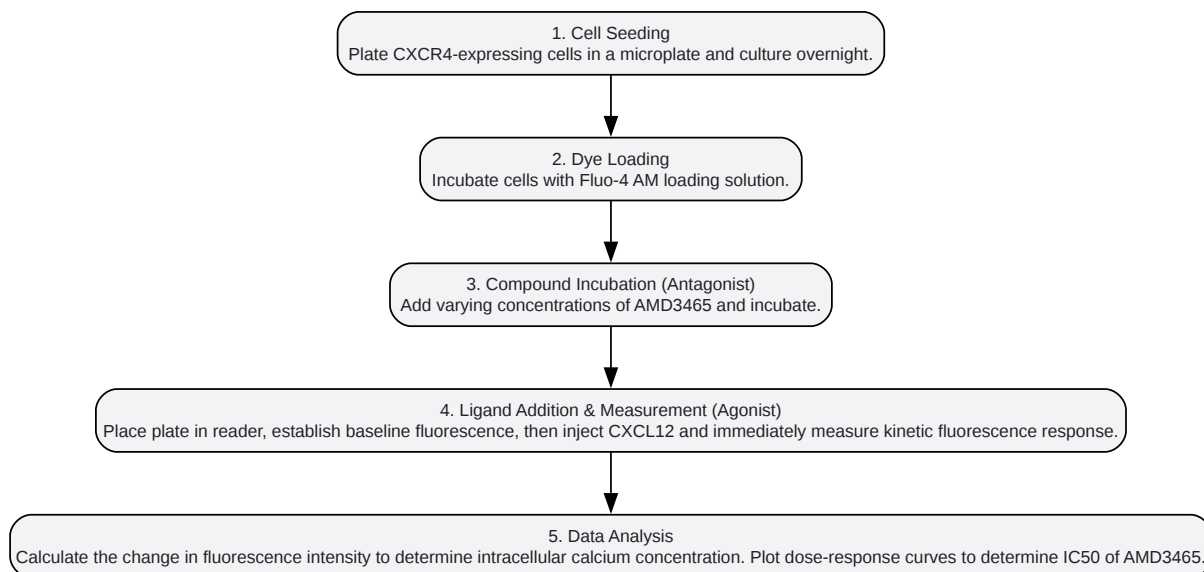 1. Cell Seeding
Plate CXCR4-expressing cells in a microplate and culture overnight.
2. Dye Loading
Incubate cells with Fluo-4 AM loading solution.
3. Compound Incubation (Antagonist)
Add varying concentrations of AMD3465 and incubate.
4. Ligand Addition & Measurement (Agonist)
Place plate in reader, establish baseline fluorescence, then inject CXCL12 and immediately measure kinetic fluorescence response.
5. Data Analysis
Calculate the change in fluorescence intensity to determine intracellular calcium concentration. Plot dose-response curves to determine IC50 of AMD3465.